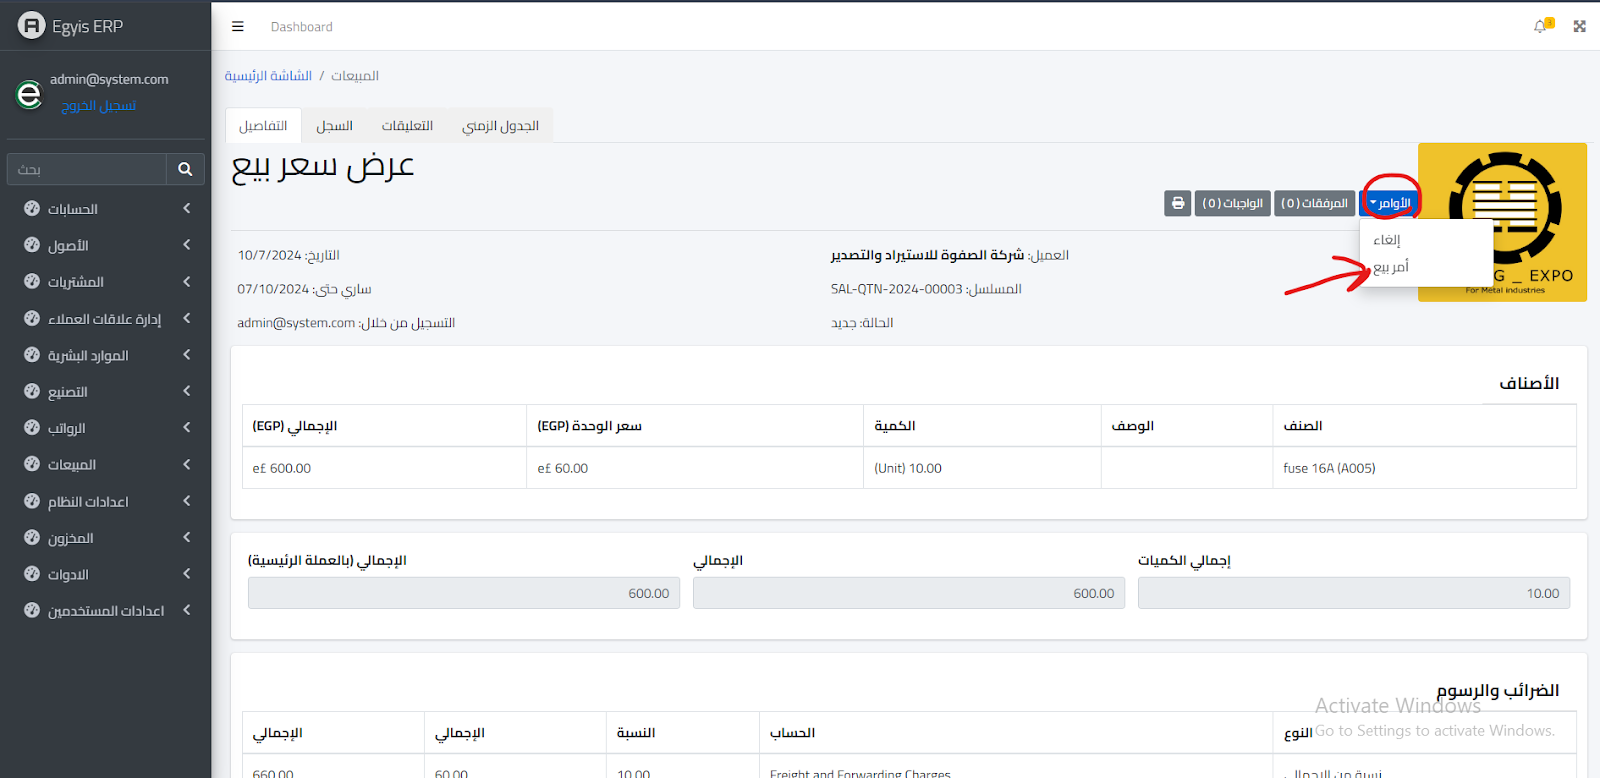 Egyis ERP
Dashboard
3
admin@system.com
تسجيل الخروج
بحث
الحسابات
الأصول
المشتريات
إدارة علاقات العملاء
الموارد البشرية
التصنيع
الرواتب
المبيعات
اعدادات النظام
المخزون
الادوات
اعدادات المستخدمين
الشاشة الرئيسية / المبيعات
التفاصيل
السجل
التعليقات
الجدول الزمني
عرض سعر بيع
الأوامر
المرفقات ( 0 )
الواجبات ( 0 )
إلغاء
أمر بيع
G _ EXPO
For Metal industries
العميل: شركة الصفوة للاستيراد والتصدير
التاريخ: 10/7/2024
المسلسل: SAL-QTN-2024-00003
ساري حتى: 07/10/2024
الحالة: جديد
التسجيل من خلال: admin@system.com
الأصناف
الصنف الوصف الكمية سعر الوحدة (EGP) الإجمالي (EGP)
fuse 16A (A005) (Unit) 10.00 e£ 60.00 e£ 600.00
إجمالي الكميات الإجمالي الإجمالي (بالعملة الرئيسية)
10.00 600.00 600.00
الضرائب والرسوم
النوع الحساب النسبة الإجمالي الإجمالي
نسبة من الإجمالي Freight and Forwarding Charges 10.00 60.00 660.00
Activate Windows
Go to Settings to activate Windows.